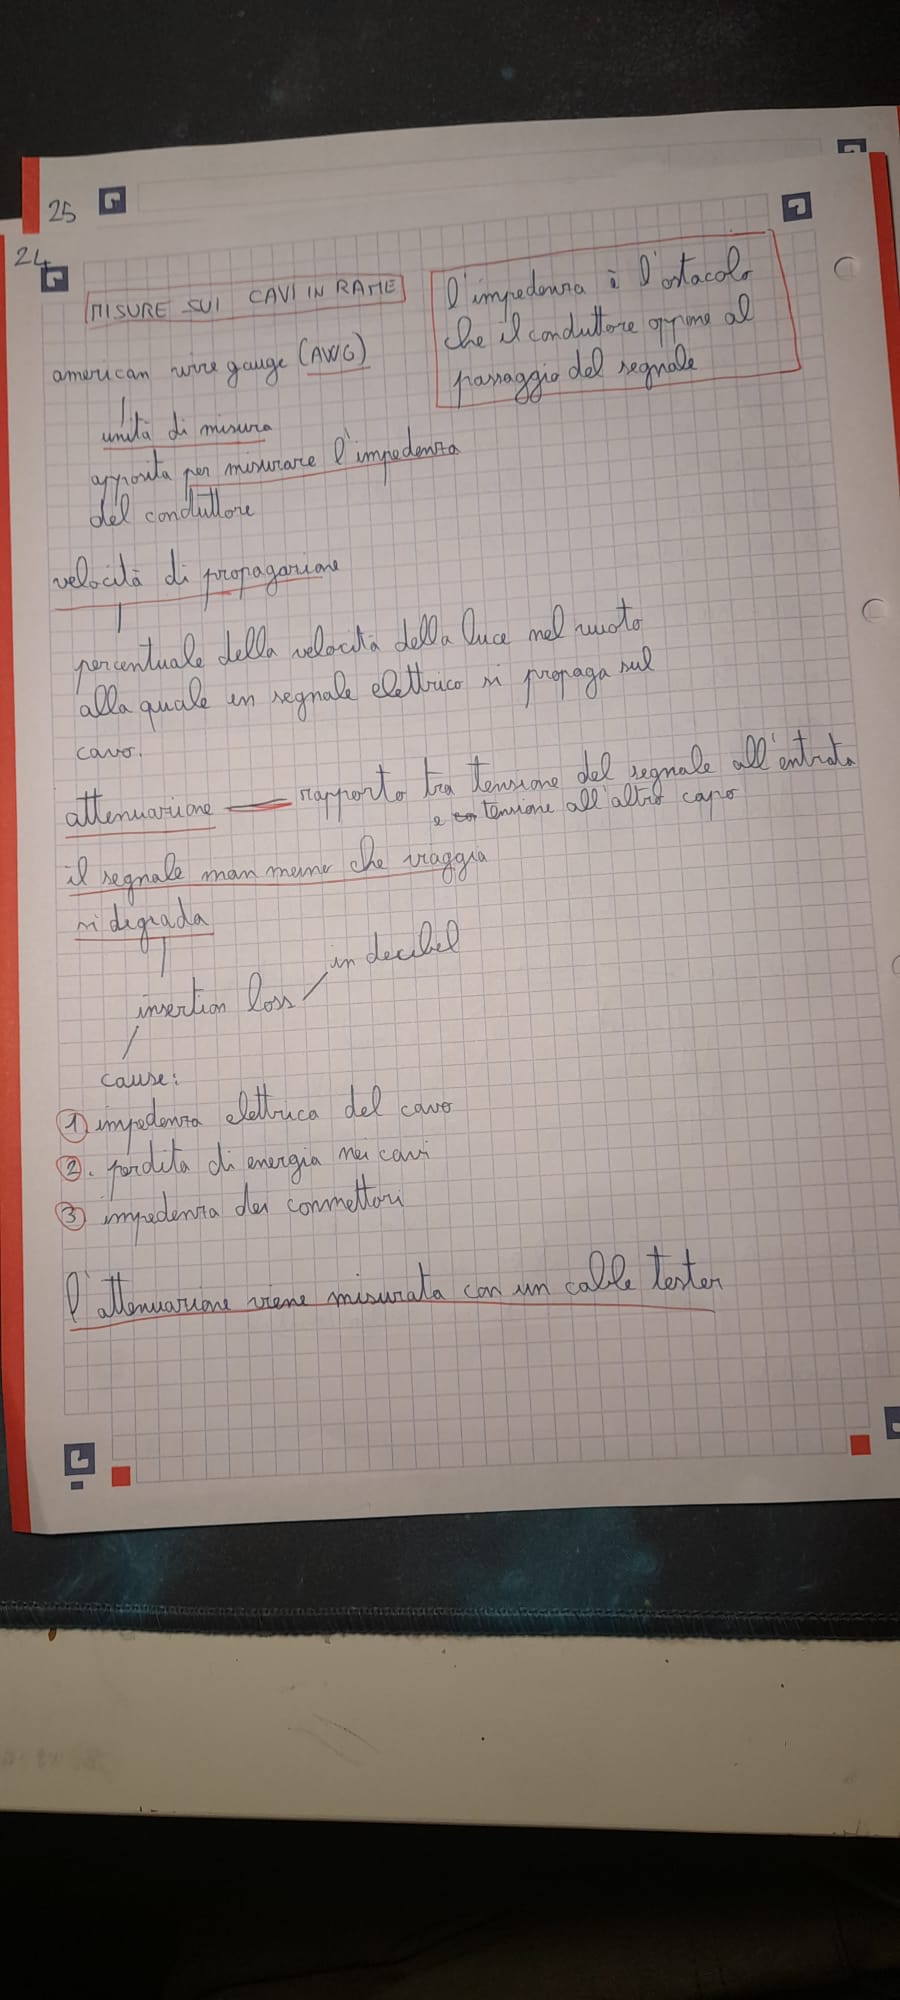 25
24
MISURE SUI CAVI IN RAME
l'impedenza è l'ostacolo
che il conduttore oppone al
passaggio del segnale
american wire gauge (AWG)
unità di misura
apposita per misurare l'impedenza
del conduttore
velocità di propagazione
percentuale della velocità della luce nel vuoto
alla quale un segnale elettrico si propaga sul
cavo.
attenuazione — rapporto tra tensione del segnale all'entrata
e tensione all'altro capo
il segnale man mano che viaggia
si degrada
in decibel
insertion loss
cause:
1 impedenza elettrica del cavo
2. perdita di energia nei cavi
3 impedenza dei connettori
l'attenuazione viene misurata con un cable tester